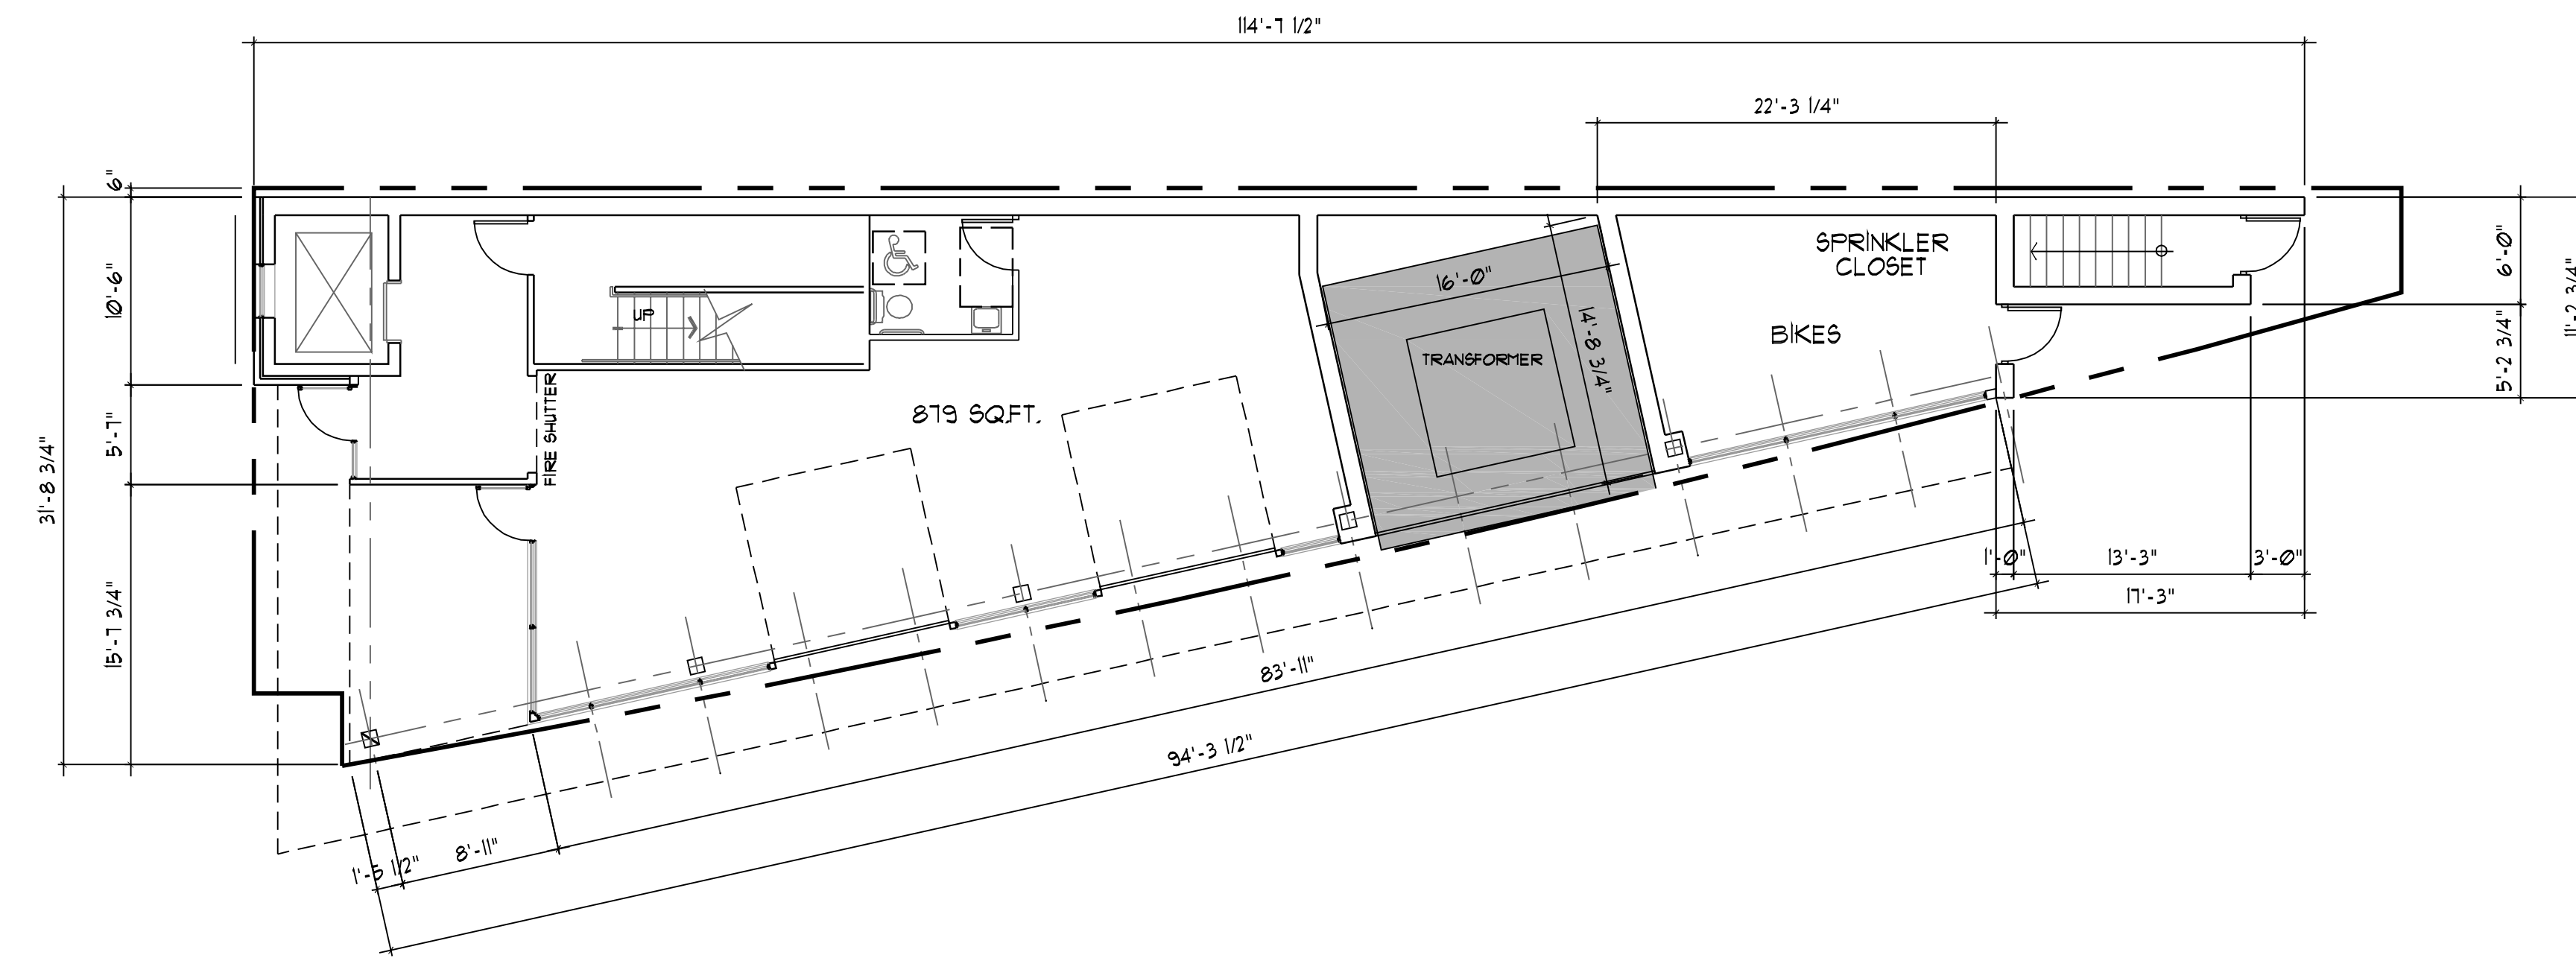 114'-7 1/2"
22'-3 1/4"
6"
10'-6"
5'-7"
15'-7 3/4"
31'-8 3/4"
UP
FIRE SHUTTER
879 SQ.FT.
16'-0"
14'-8 3/4"
TRANSFORMER
SPRINKLER
CLOSET
BIKES
6'-0"
5'-2 3/4"
11'-2 3/4"
1'-0"
13'-3"
3'-0"
17'-3"
83'-11"
94'-3 1/2"
8'-11"
1'-5 1/2"